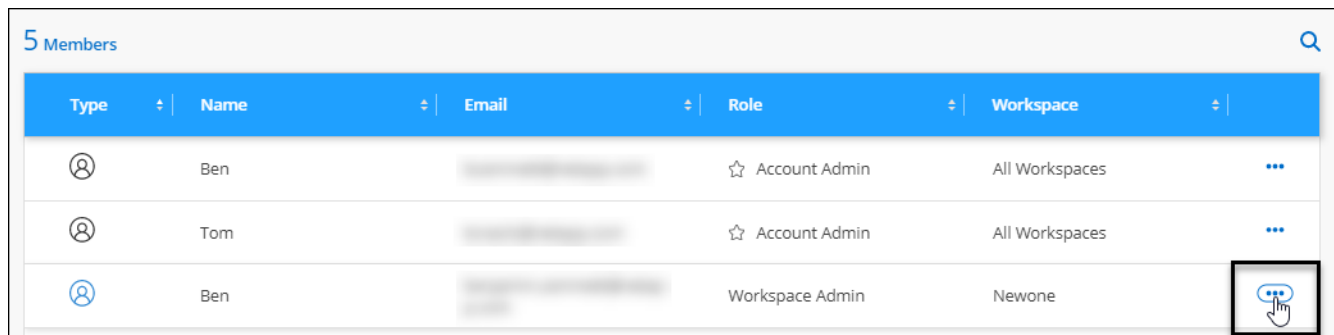 5 Members
Type Name Email Role Workspace
Ben Account Admin All Workspaces
Tom Account Admin All Workspaces
Ben Workspace Admin Newone